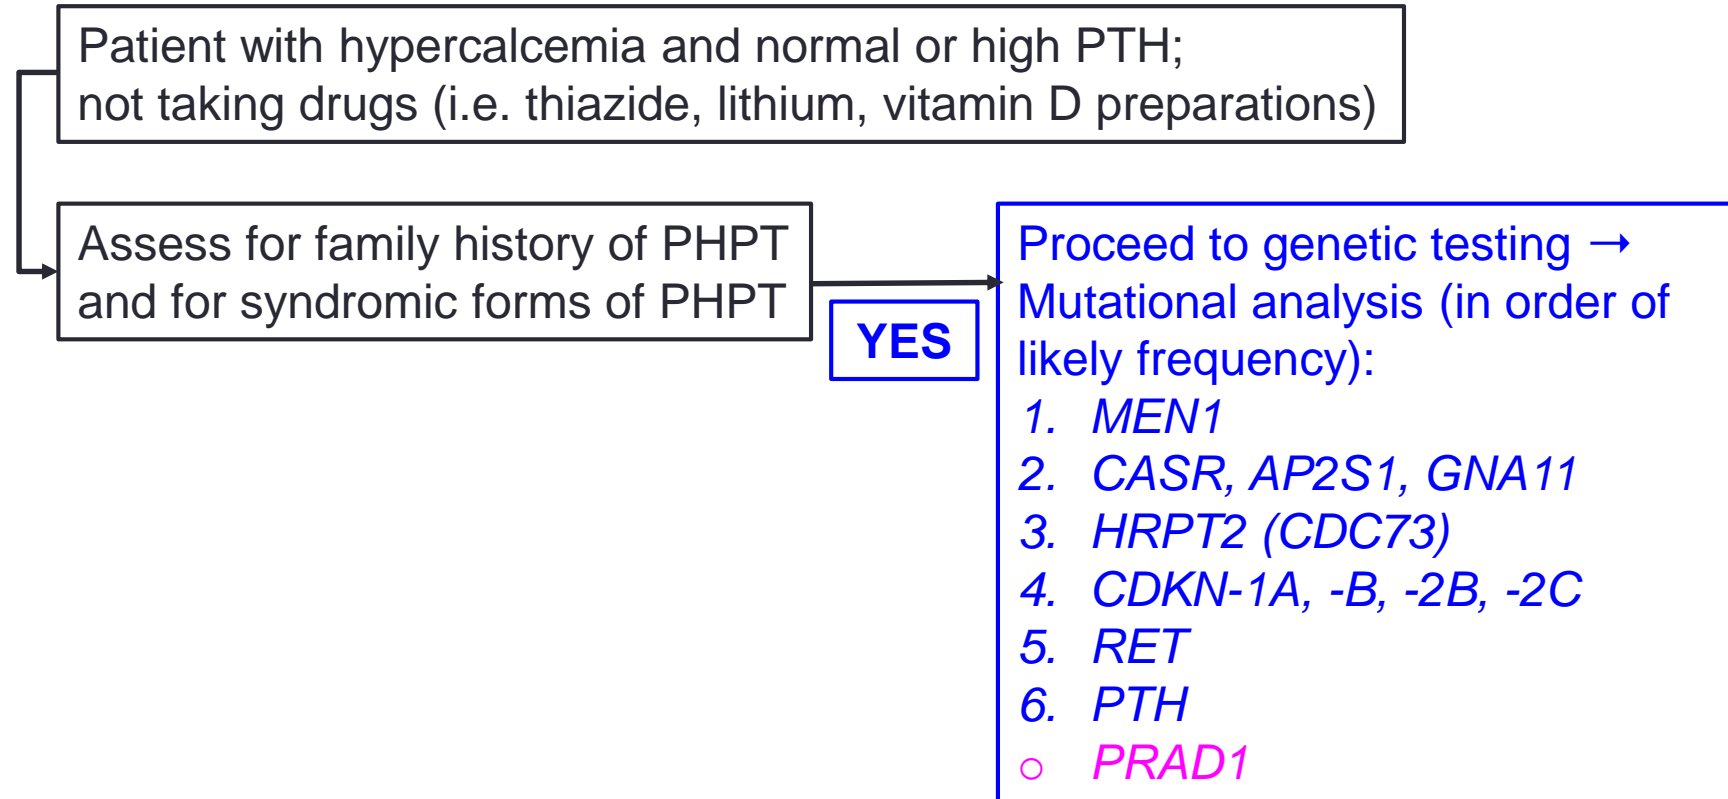 Patient with hypercalcemia and normal or high PTH;
not taking drugs (i.e. thiazide, lithium, vitamin D preparations)
Assess for family history of PHPT
and for syndromic forms of PHPT
YES
Proceed to genetic testing →
Mutational analysis (in order of
likely frequency):
1. MEN1
2. CASR, AP2S1, GNA11
3. HRPT2 (CDC73)
4. CDKN-1A, -B, -2B, -2C
5. RET
6. PTH
○ PRAD1